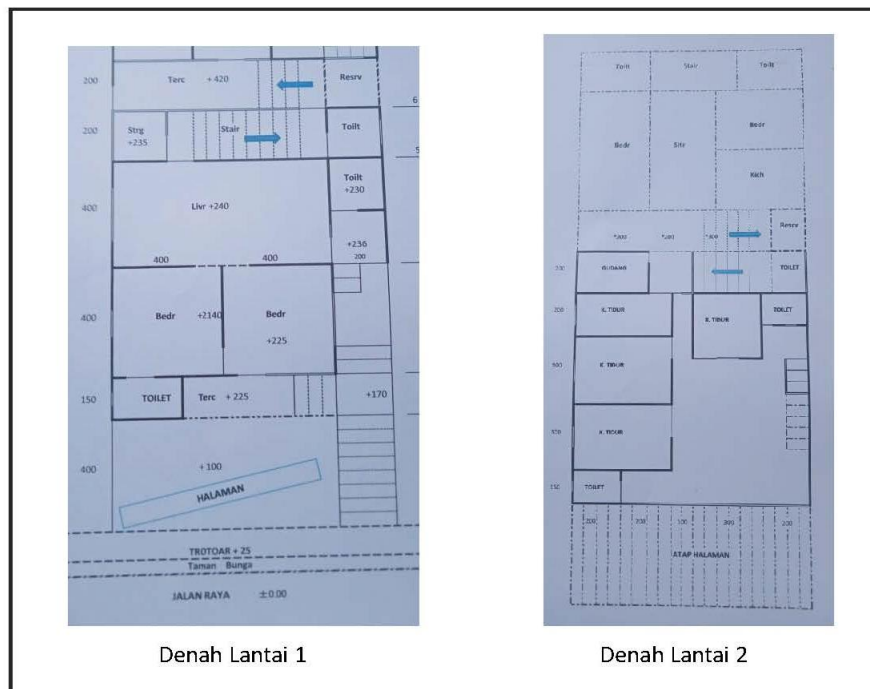 200
Terc + 420
Resrv
6
200
Strg
+235
Stair
Toilt
5
Toilt
+230
400
Livr +240
+236
400
400
200
400
Bedr
+2140
Bedr
+225
150
TOILET
Terc + 225
+170
400
+ 100
HALAMAN
TROTOAR + 25
Taman Bunga
JALAN RAYA ±0.00
Denah Lantai 1
Toilt
Stair
Bedr
Bedr
Kich
Resrv
GUDANG
TOILET
200
K. TIDUR
K. TIDUR
TOILET
K. TIDUR
K. TIDUR
TOILET
200
200
100
300
200
ATAP HALAMAN
Denah Lantai 2